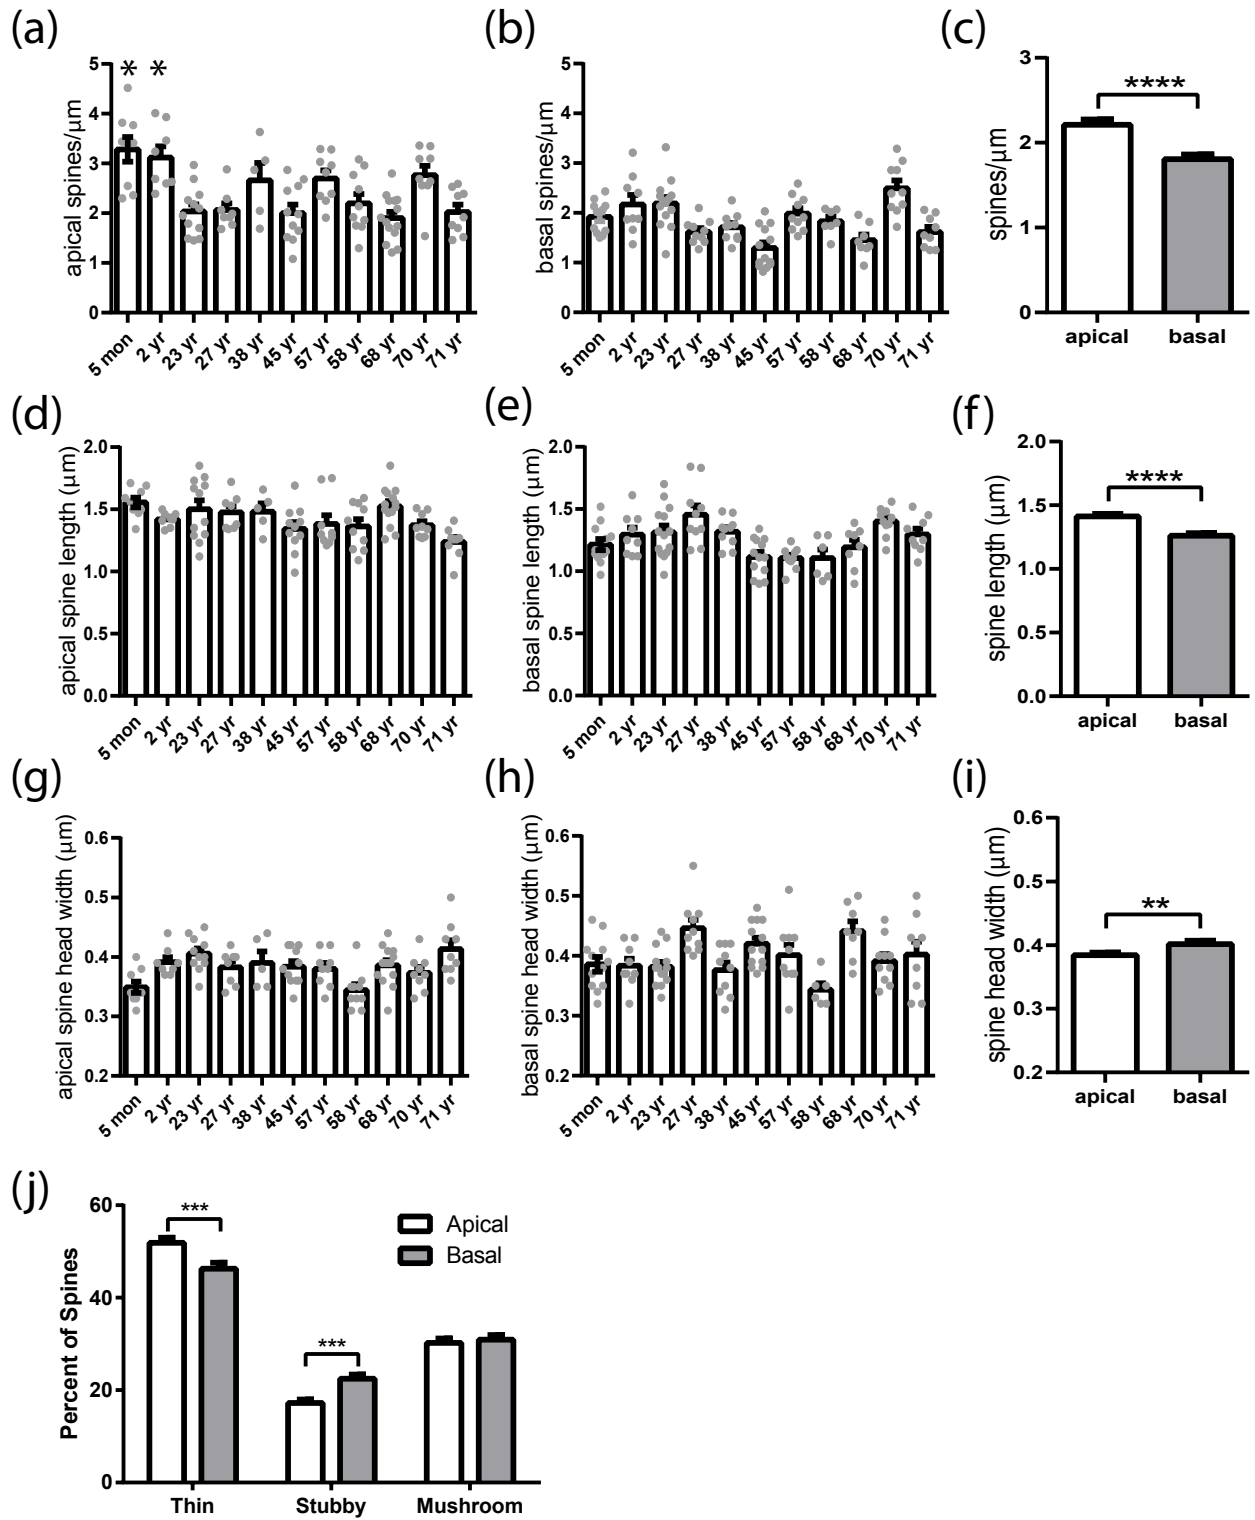 (a)
(b)
(c)
* *
5
4
3
2
1
0
apical spines/µm
5 mon
2 yr
23 yr
27 yr
38 yr
45 yr
57 yr
58 yr
68 yr
70 yr
71 yr
5
4
3
2
1
0
basal spines/µm
5 mon
2 yr
23 yr
27 yr
38 yr
45 yr
57 yr
58 yr
68 yr
70 yr
71 yr
3
2
1
0
spines/µm
****
apical
basal
(d)
(e)
(f)
2.0
1.5
1.0
0.5
0.0
apical spine length (µm)
5 mon
2 yr
23 yr
27 yr
38 yr
45 yr
57 yr
58 yr
68 yr
70 yr
71 yr
2.0
1.5
1.0
0.5
0.0
basal spine length (µm)
5 mon
2 yr
23 yr
27 yr
38 yr
45 yr
57 yr
58 yr
68 yr
70 yr
71 yr
2.0
1.5
1.0
0.5
0.0
spine length (µm)
****
apical
basal
(g)
(h)
(i)
0.6
0.5
0.4
0.3
0.2
apical spine head width (µm)
5 mon
2 yr
23 yr
27 yr
38 yr
45 yr
57 yr
58 yr
68 yr
70 yr
71 yr
0.6
0.5
0.4
0.3
0.2
basal spine head width (µm)
5 mon
2 yr
23 yr
27 yr
38 yr
45 yr
57 yr
58 yr
68 yr
70 yr
71 yr
0.6
0.5
0.4
0.3
0.2
spine head width (µm)
**
apical
basal
(j)
60
40
20
0
Percent of Spines
***
***
Apical
Basal
Thin
Stubby
Mushroom